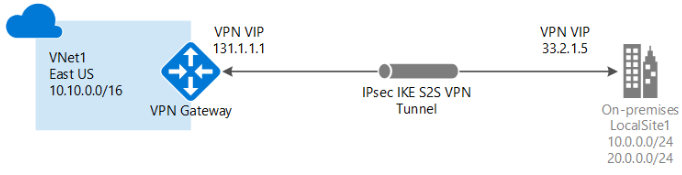 VNet1
East US
10.10.0.0/16
VPN Gateway
VPN VIP
131.1.1.1
IPsec IKE S2S VPN
Tunnel
VPN VIP
33.2.1.5
On-premises
LocalSite1
10.0.0.0/24
20.0.0.0/24